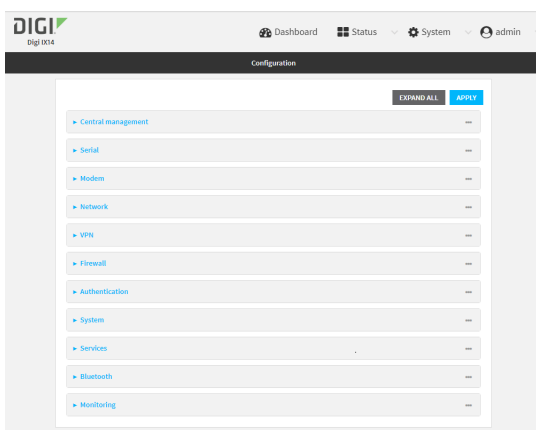 DIGI
Digi IX14
Dashboard Status System admin
Configuration
EXPAND ALL APPLY
Central management
Serial
Modem
Network
VPN
Firewall
Authentication
System
Services
Bluetooth
Monitoring